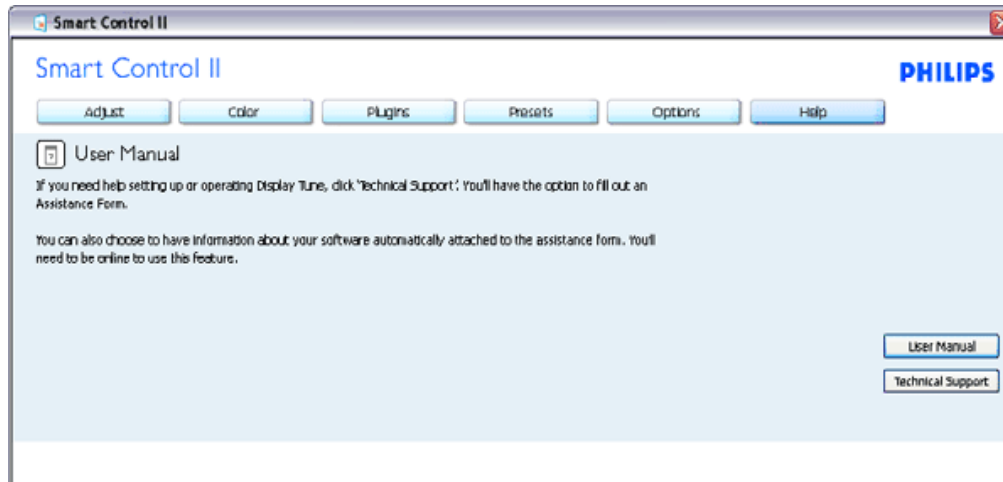 Smart Control II
Smart Control II
PHILIPS
Adjust
Color
Plugins
Presets
Options
Help
User Manual
If you need help setting up or operating Display Tune, click 'Technical Support'. You'll have the option to fill out an
Assistance Form.
You can also choose to have information about your software automatically attached to the assistance form. You'll
need to be online to use this feature.
User Manual
Technical Support